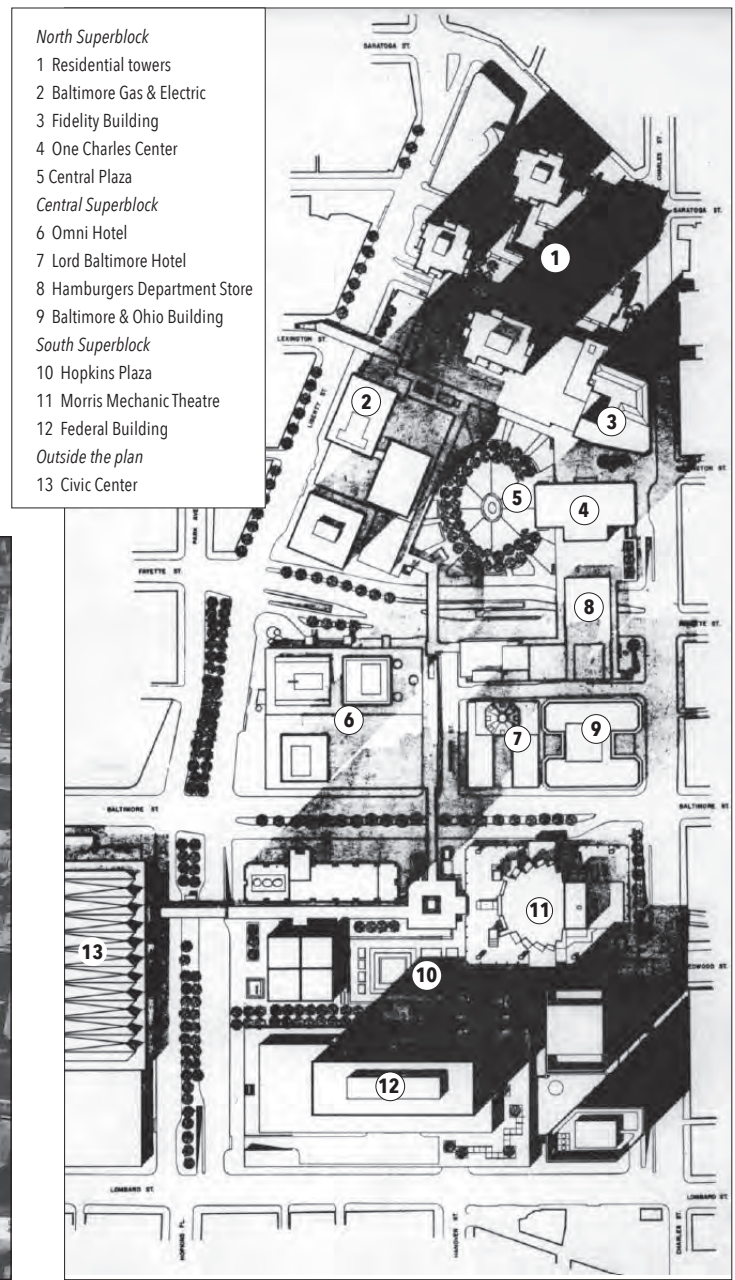 North Superblock
1 Residential towers
2 Baltimore Gas & Electric
3 Fidelity Building
4 One Charles Center
5 Central Plaza
Central Superblock
6 Omni Hotel
7 Lord Baltimore Hotel
8 Hamburgers Department Store
9 Baltimore & Ohio Building
South Superblock
10 Hopkins Plaza
11 Morris Mechanic Theatre
12 Federal Building
Outside the plan
13 Civic Center
SARATOGA ST.
CHARLES ST.
SARATOGA ST.
1
LEXINGTON ST.
LIBERTY ST.
2
3
5
4
PARK AVE
FAYETTE ST.
8
6
7
9
BALTIMORE ST.
BALTIMORE ST.
11
13
10
REDWOOD ST.
12
LOMBARD ST.
LOMBARD ST.
HOPKINS PL.
HANOVER ST.
CHARLES ST.